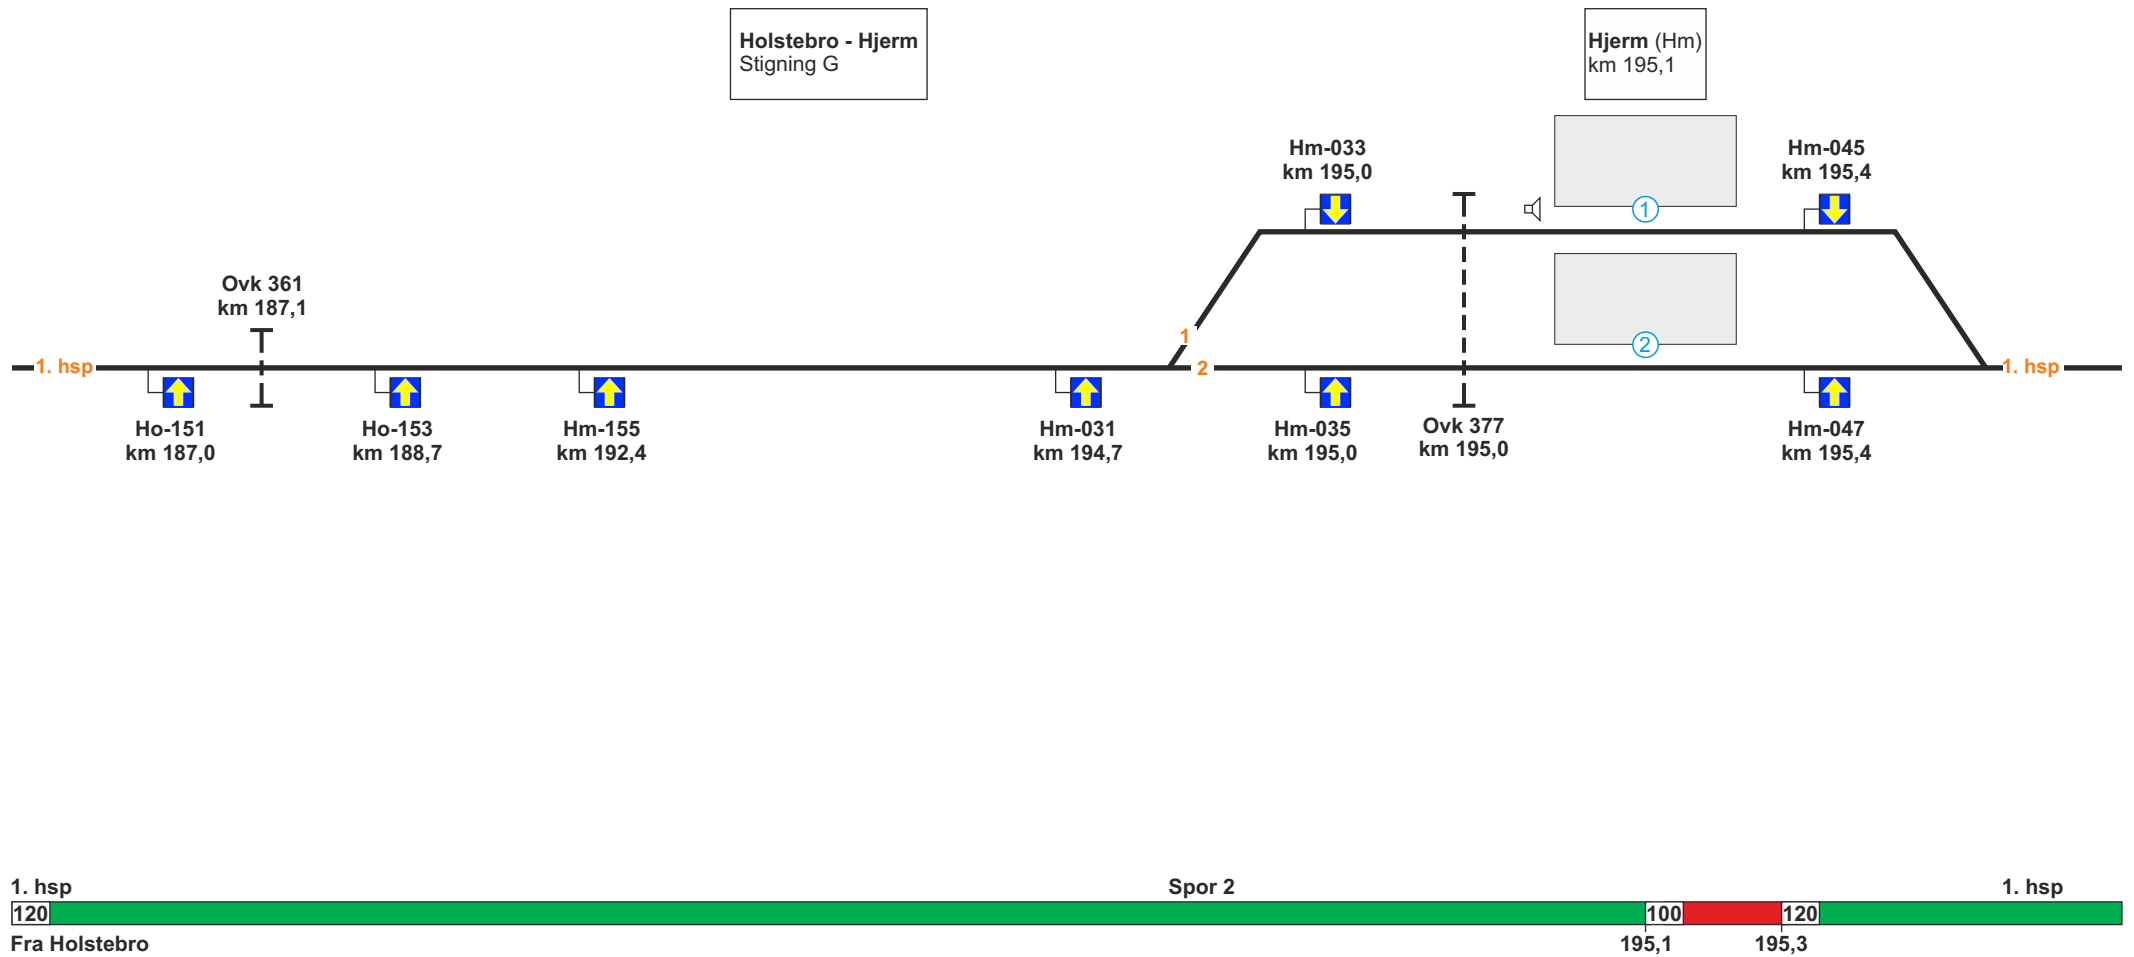 Holstebro - Hjerm
Stigning G
Hjerm (Hm)
km 195,1
Hm-033
km 195,0
Hm-045
km 195,4
1
Ovk 361
km 187,1
2
1
1. hsp
2
1. hsp
Ho-151
km 187,0
Ho-153
km 188,7
Hm-155
km 192,4
Hm-031
km 194,7
Hm-035
km 195,0
Ovk 377
km 195,0
Hm-047
km 195,4
1. hsp
Spor 2
1. hsp
120
100
120
Fra Holstebro
195,1
195,3